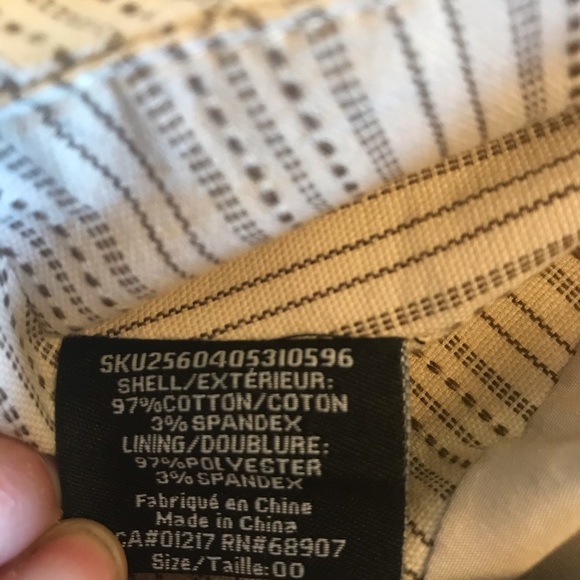 SKU2560405310596
SHELL/EXTÉRIEUR:
97%COTTON/COTON
3%SPANDEX
LINING/DOUBLURE:
97%POLYESTER
3%SPANDEX
Fabriqué en Chine
Made in China
CA#01217 RN#68907
Size/Taille:00